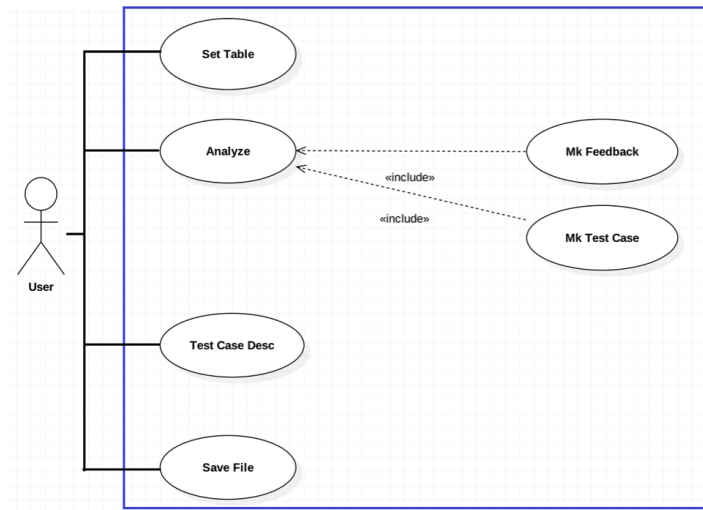 Set Table
Analyze
Mk Feedback
«include»
«include»
Mk Test Case
User
Test Case Desc
Save File